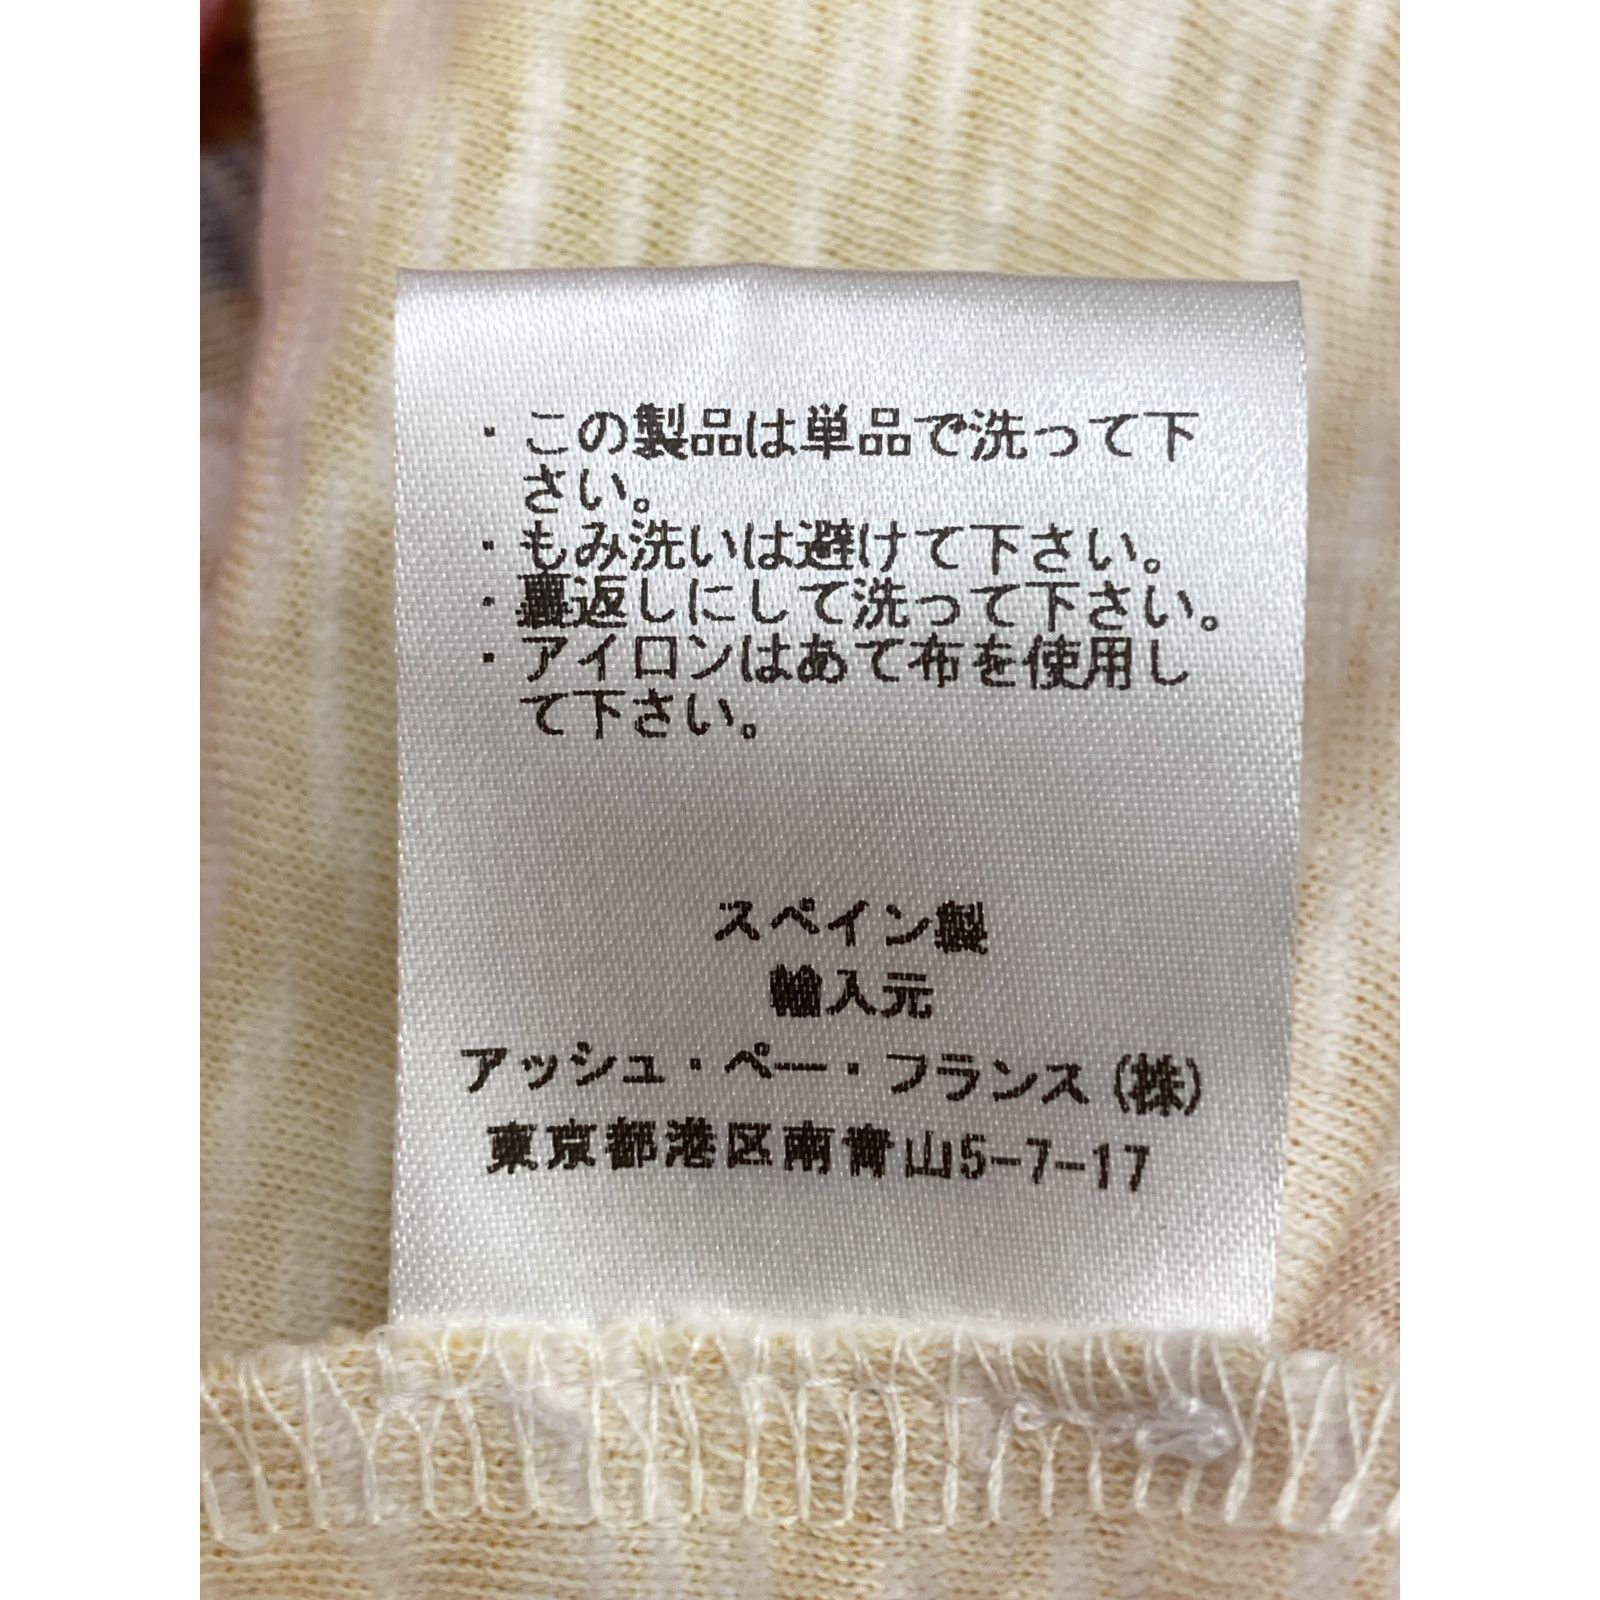 ・この製品は単品で洗って下
さい。
・もみ洗いは避けて下さい。
・裏返しにして洗って下さい。
・アイロンはあて布を使用し
て下さい。
スペイン製
輸入元
アッシュ・ペー・フランス(株)
東京都港区南青山5-7-17